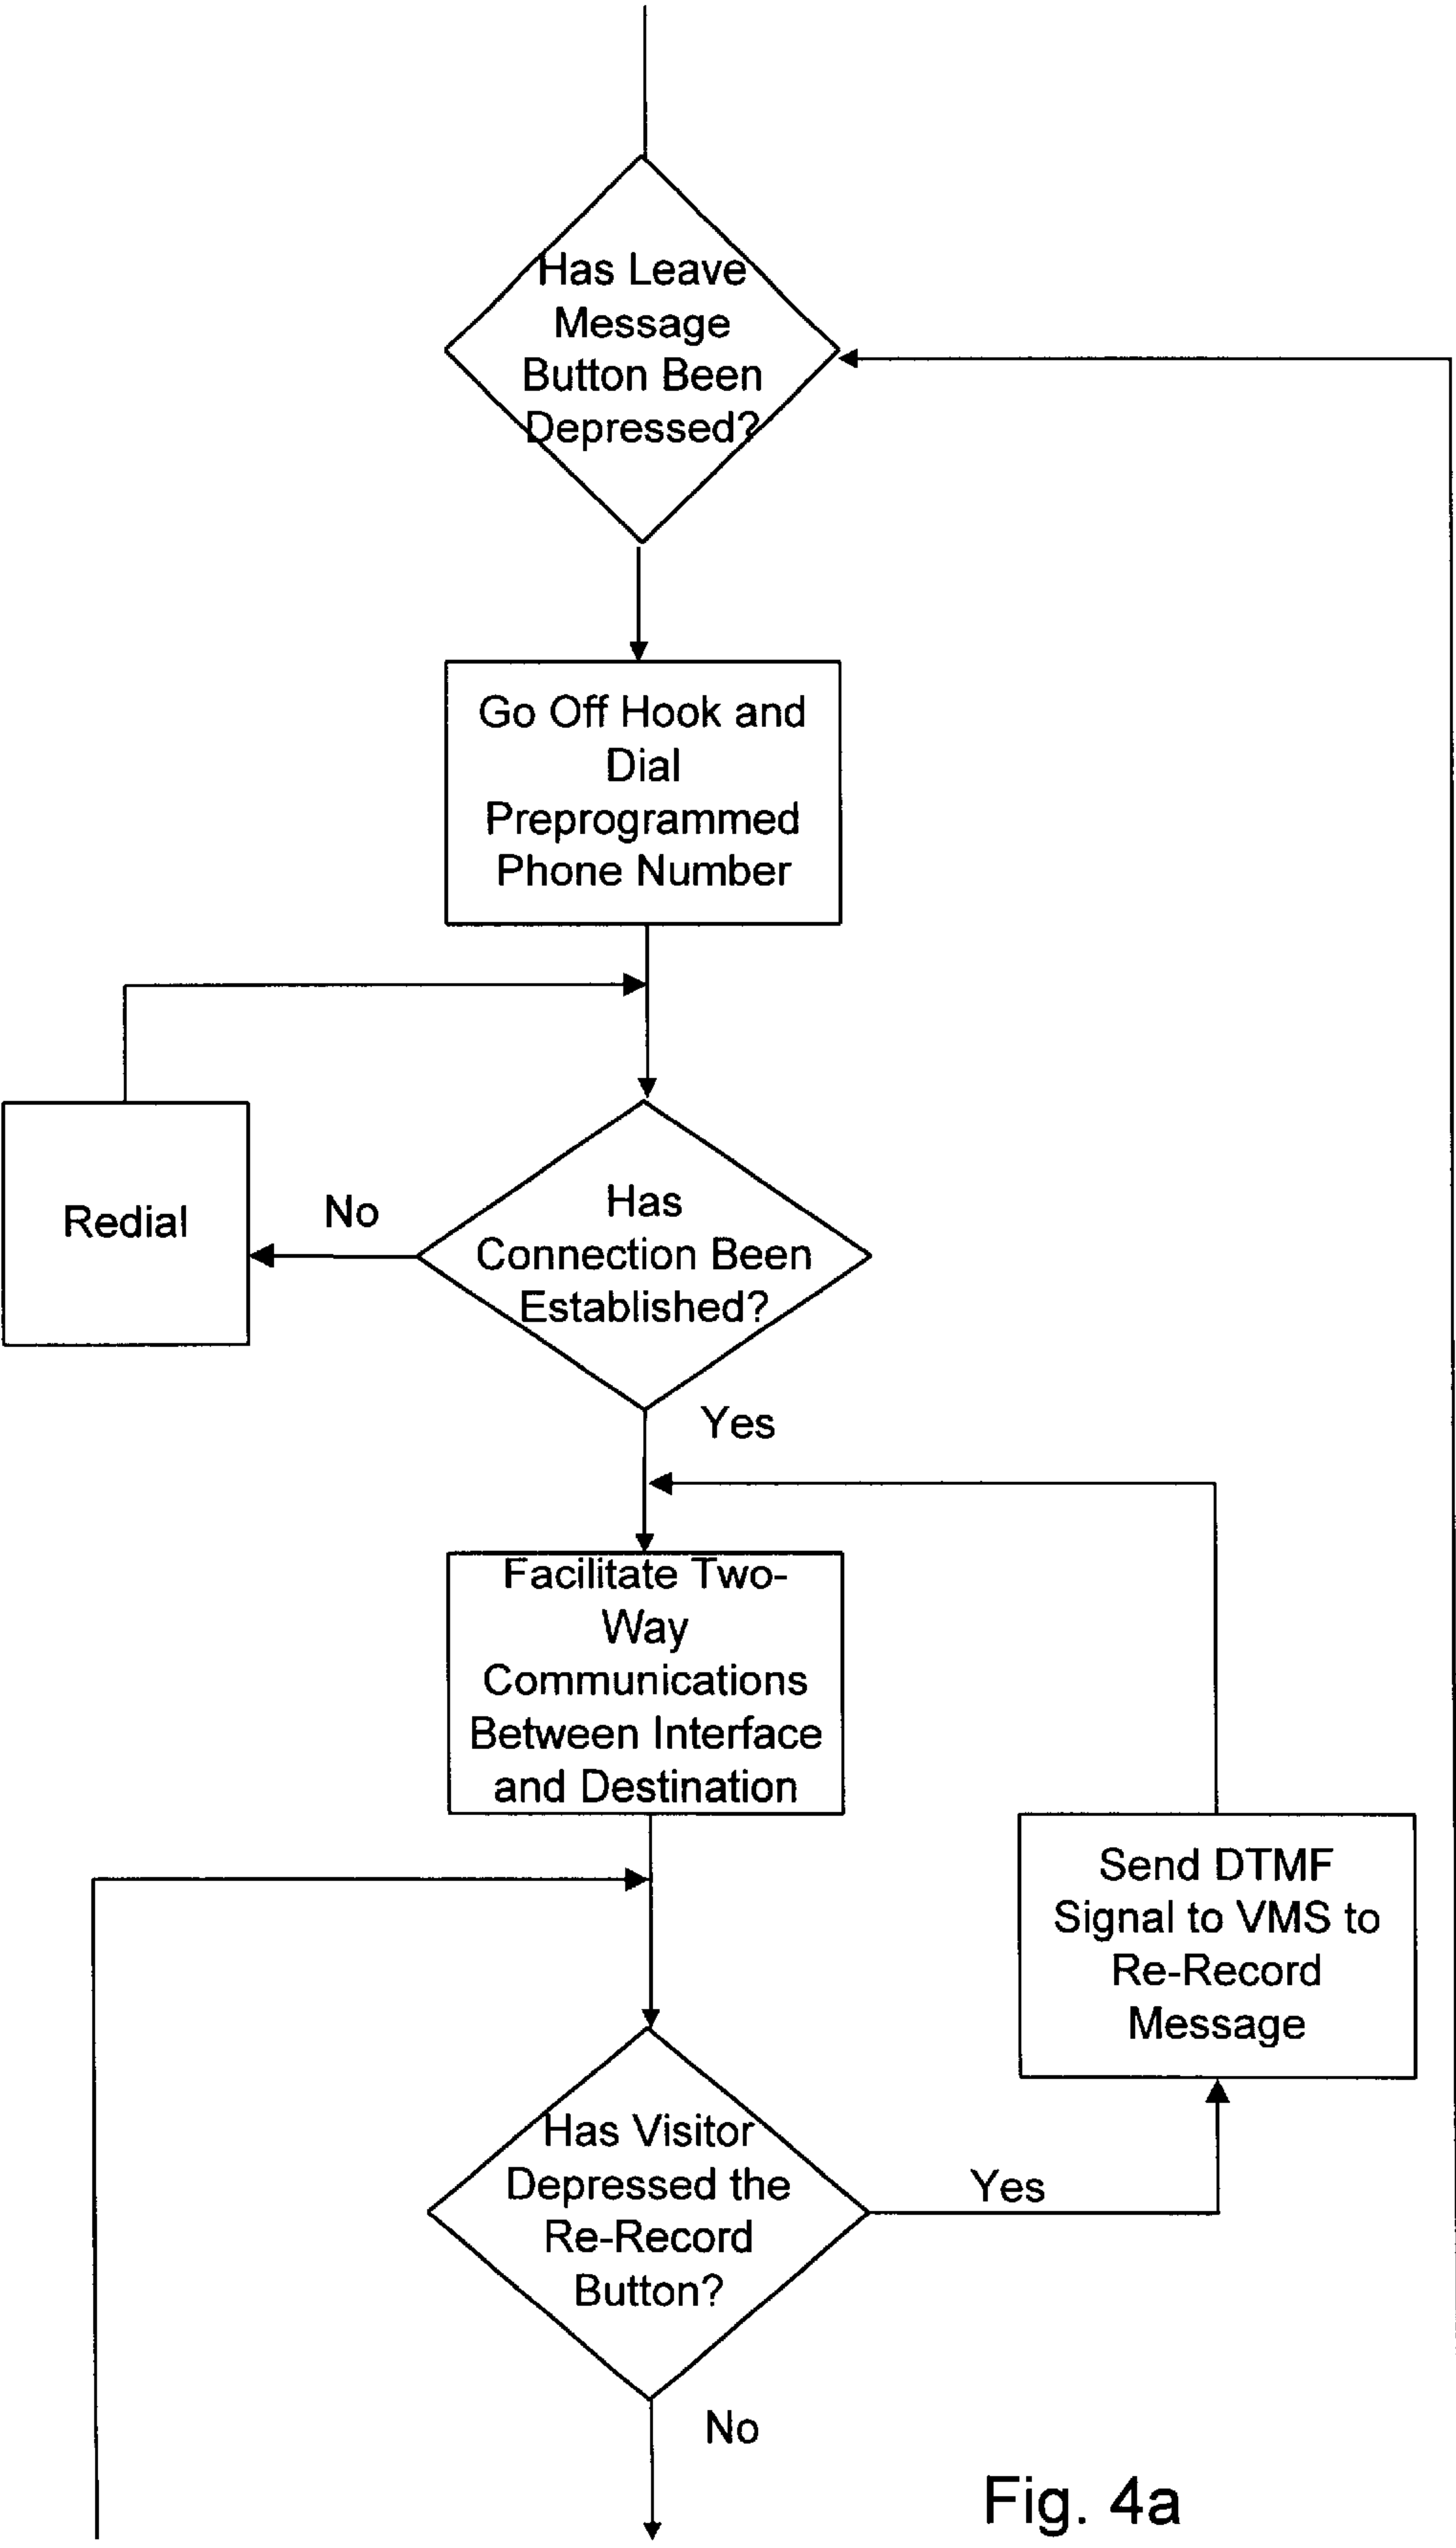 Has Leave
Message
Button Been
Depressed?
Go Off Hook and
Dial
Preprogrammed
Phone Number
Redial
No
Has
Connection Been
Established?
Yes
Facilitate Two-
Way
Communications
Between Interface
and Destination
Send DTMF
Signal to VMS to
Re-Record
Message
Has Visitor
Depressed the
Re-Record
Button?
Yes
No
Fig. 4a